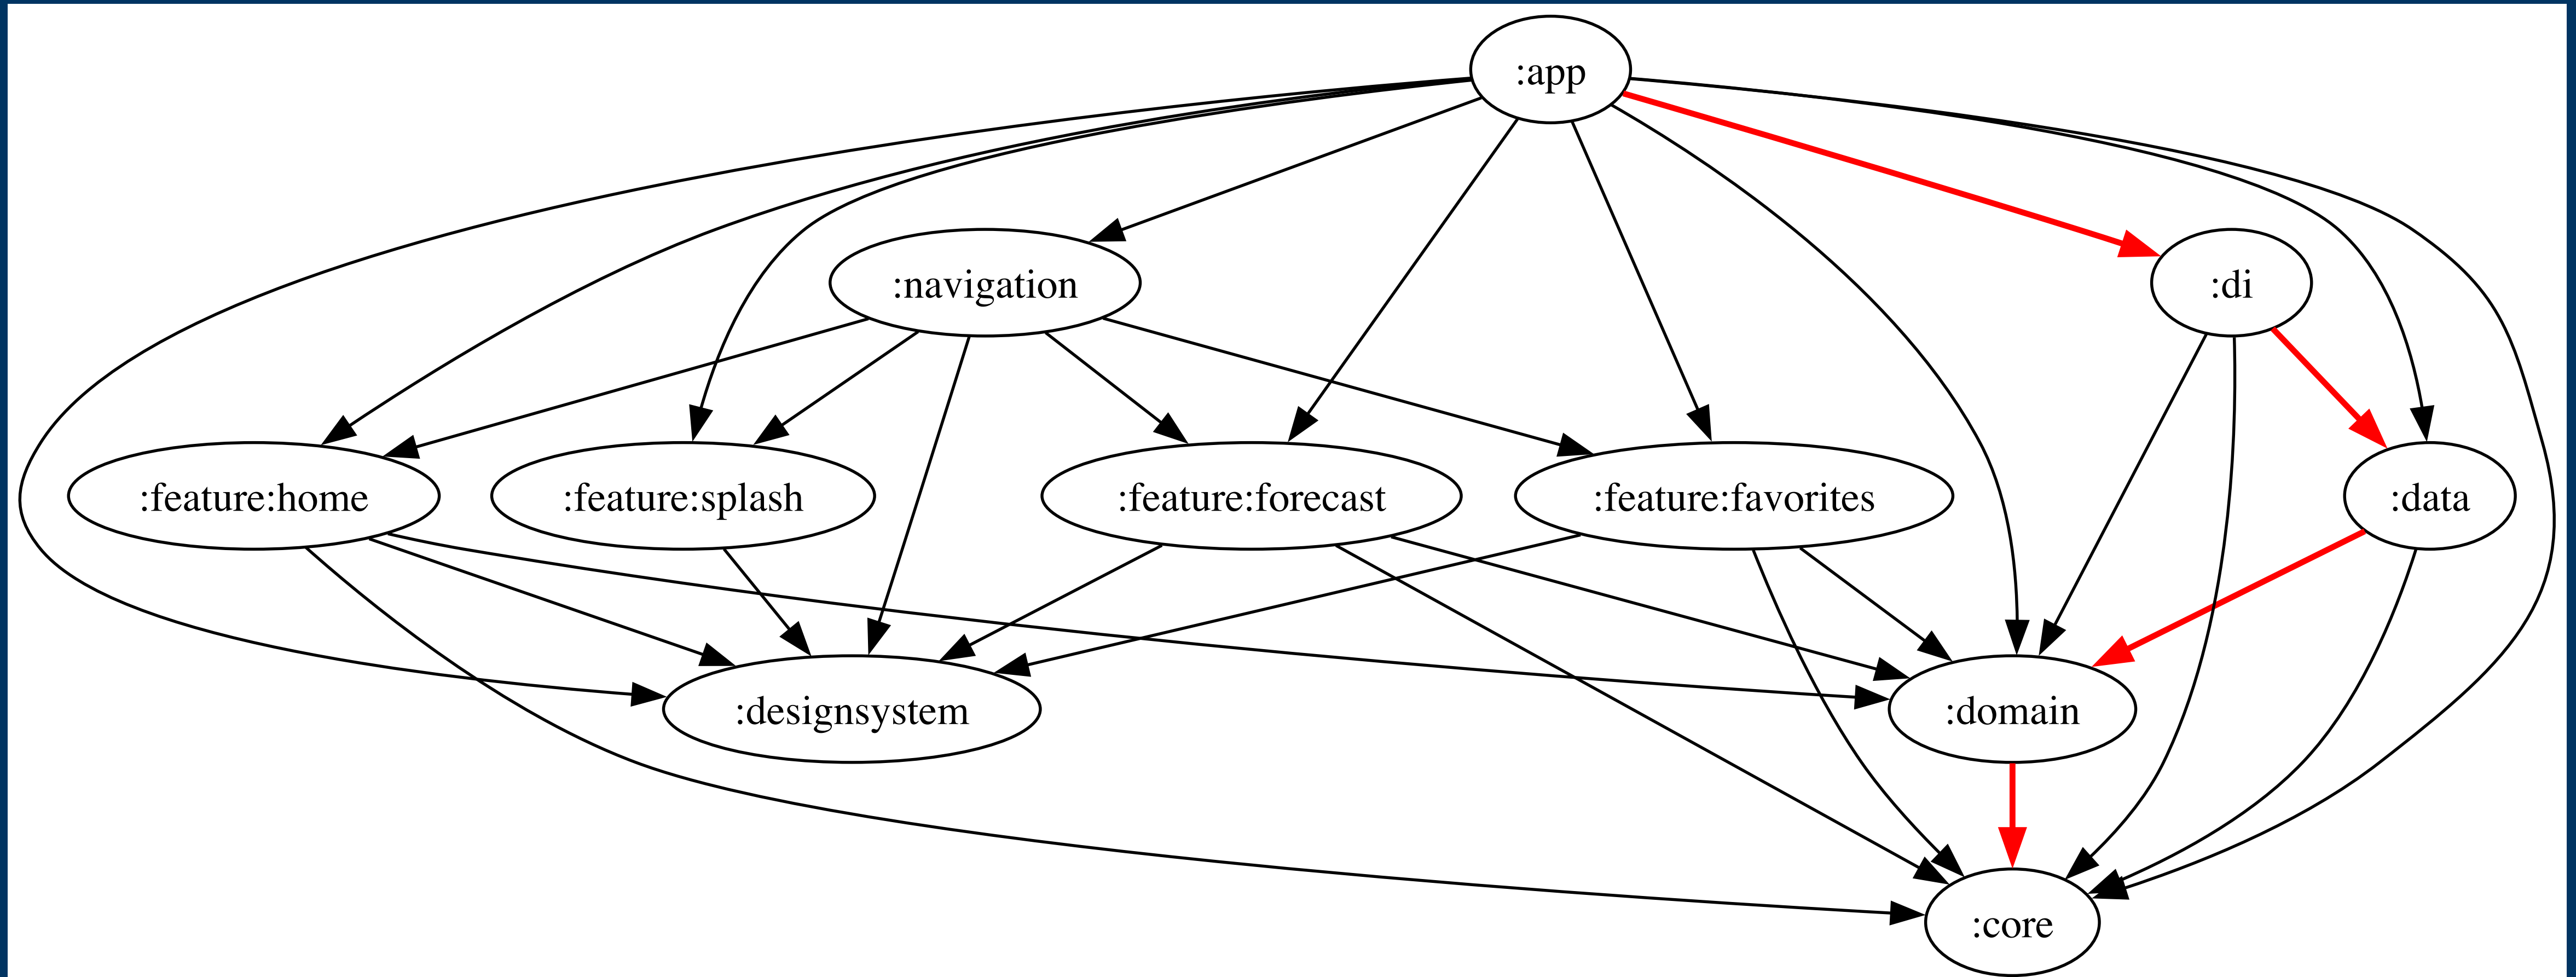 :app
:navigation
:di
:feature:home
:feature:splash
:feature:forecast
:feature:favorites
:data
:designsystem
:domain
:core